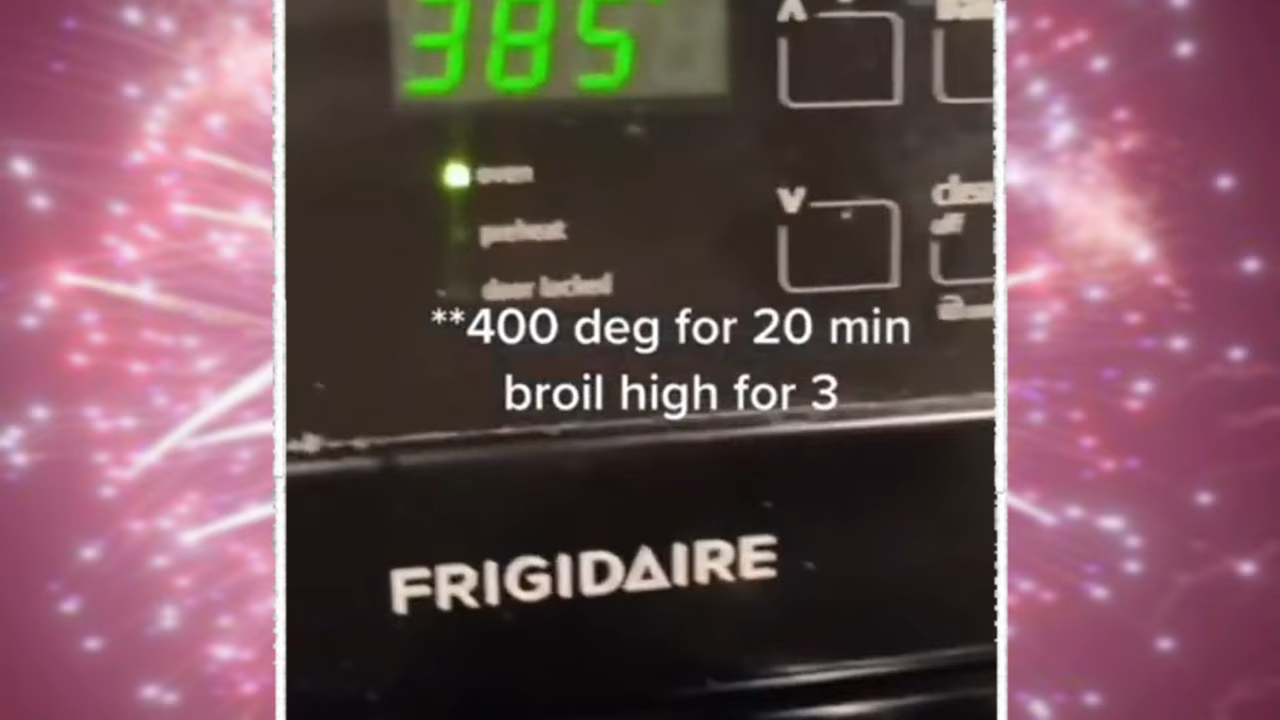 385°
oven
preheat
door locked
**400 deg for 20 min
broil high for 3
FRIGIDAIRE